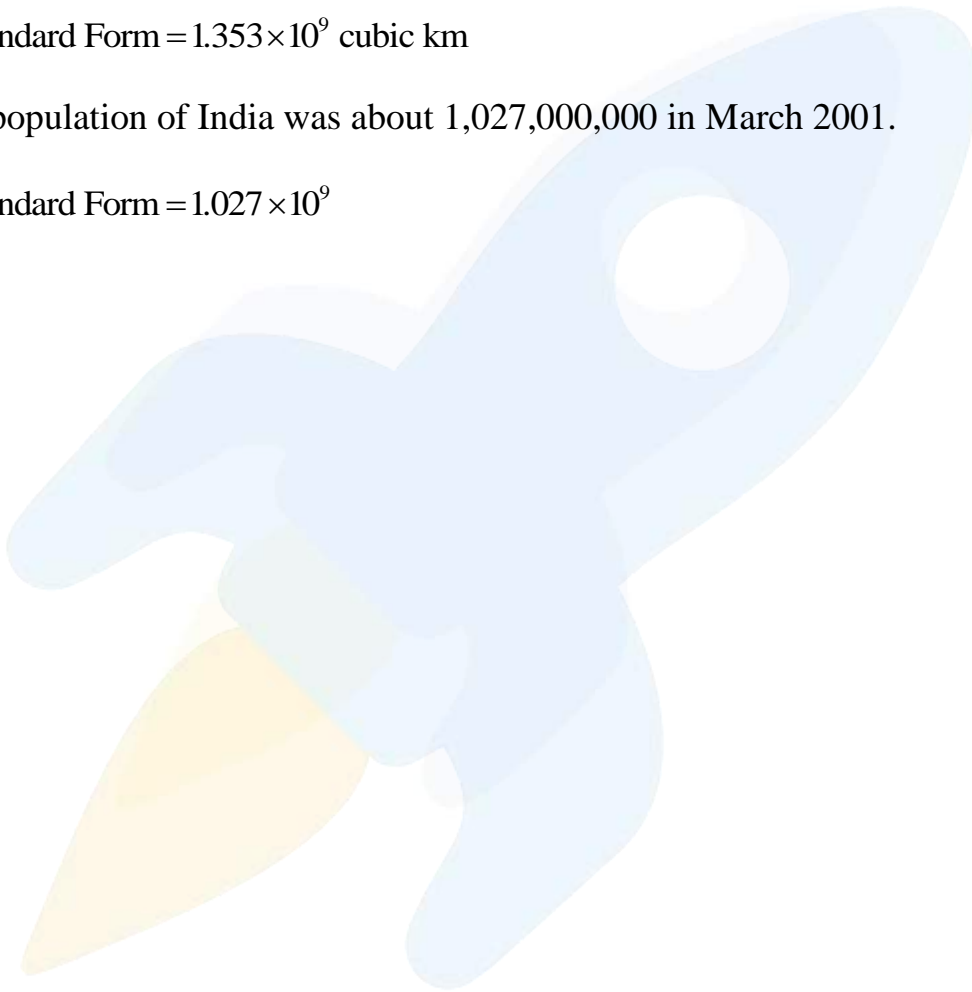 ndard Form = 1.353×10⁹ cubic km
population of India was about 1,027,000,000 in March 2001.
ndard Form = 1.027×10⁹